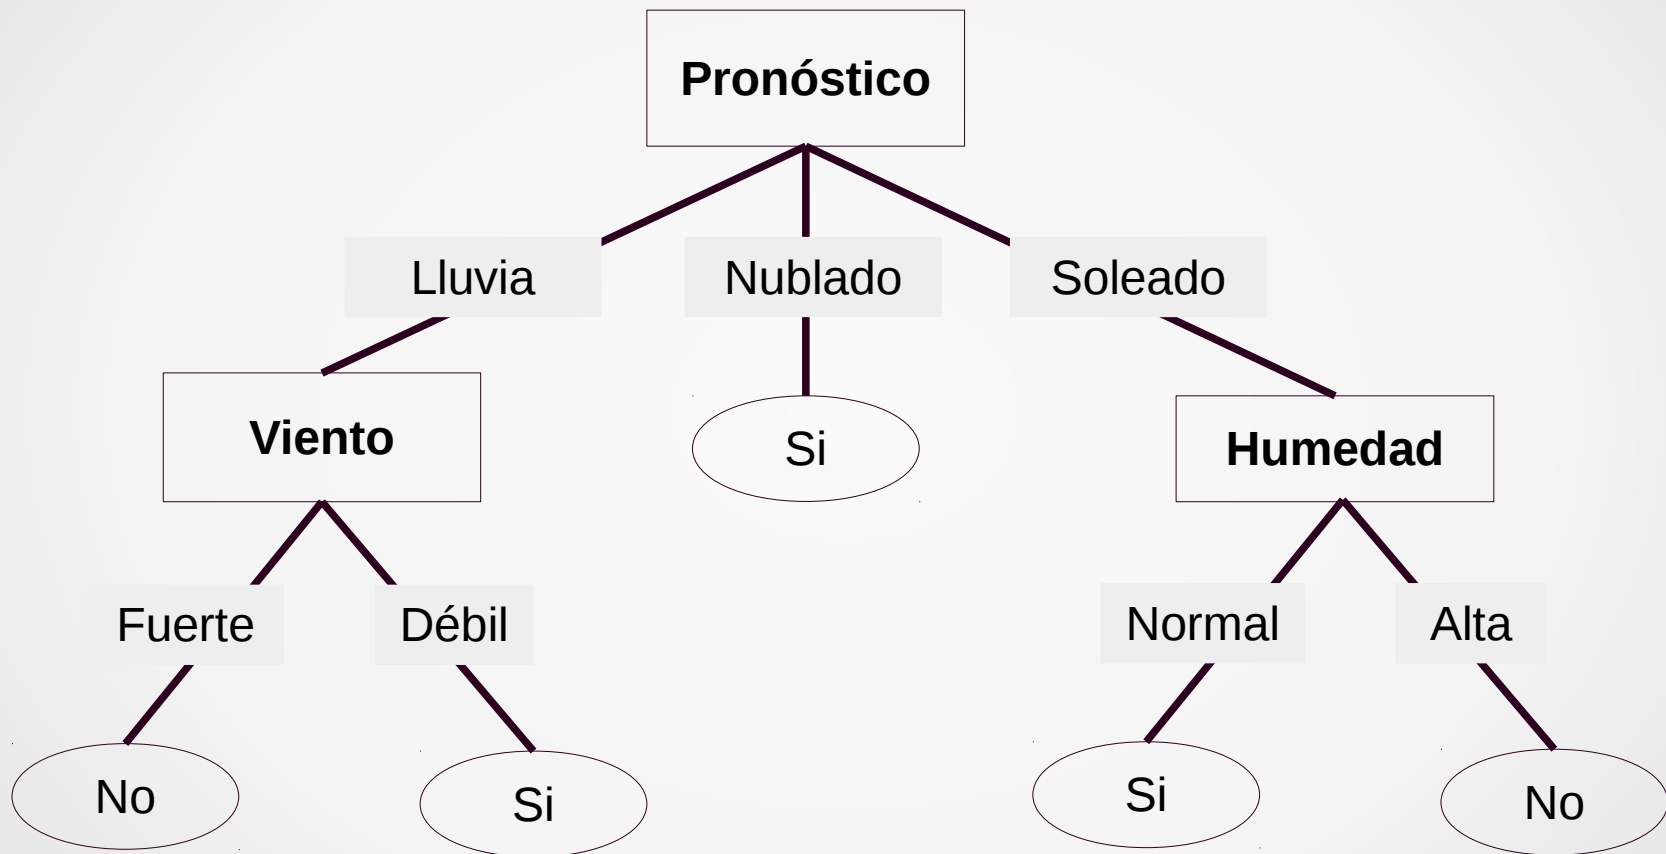 Pronóstico
Lluvia
Nublado
Soleado
Viento
Si
Humedad
Fuerte
Débil
Normal
Alta
No
Si
Si
No